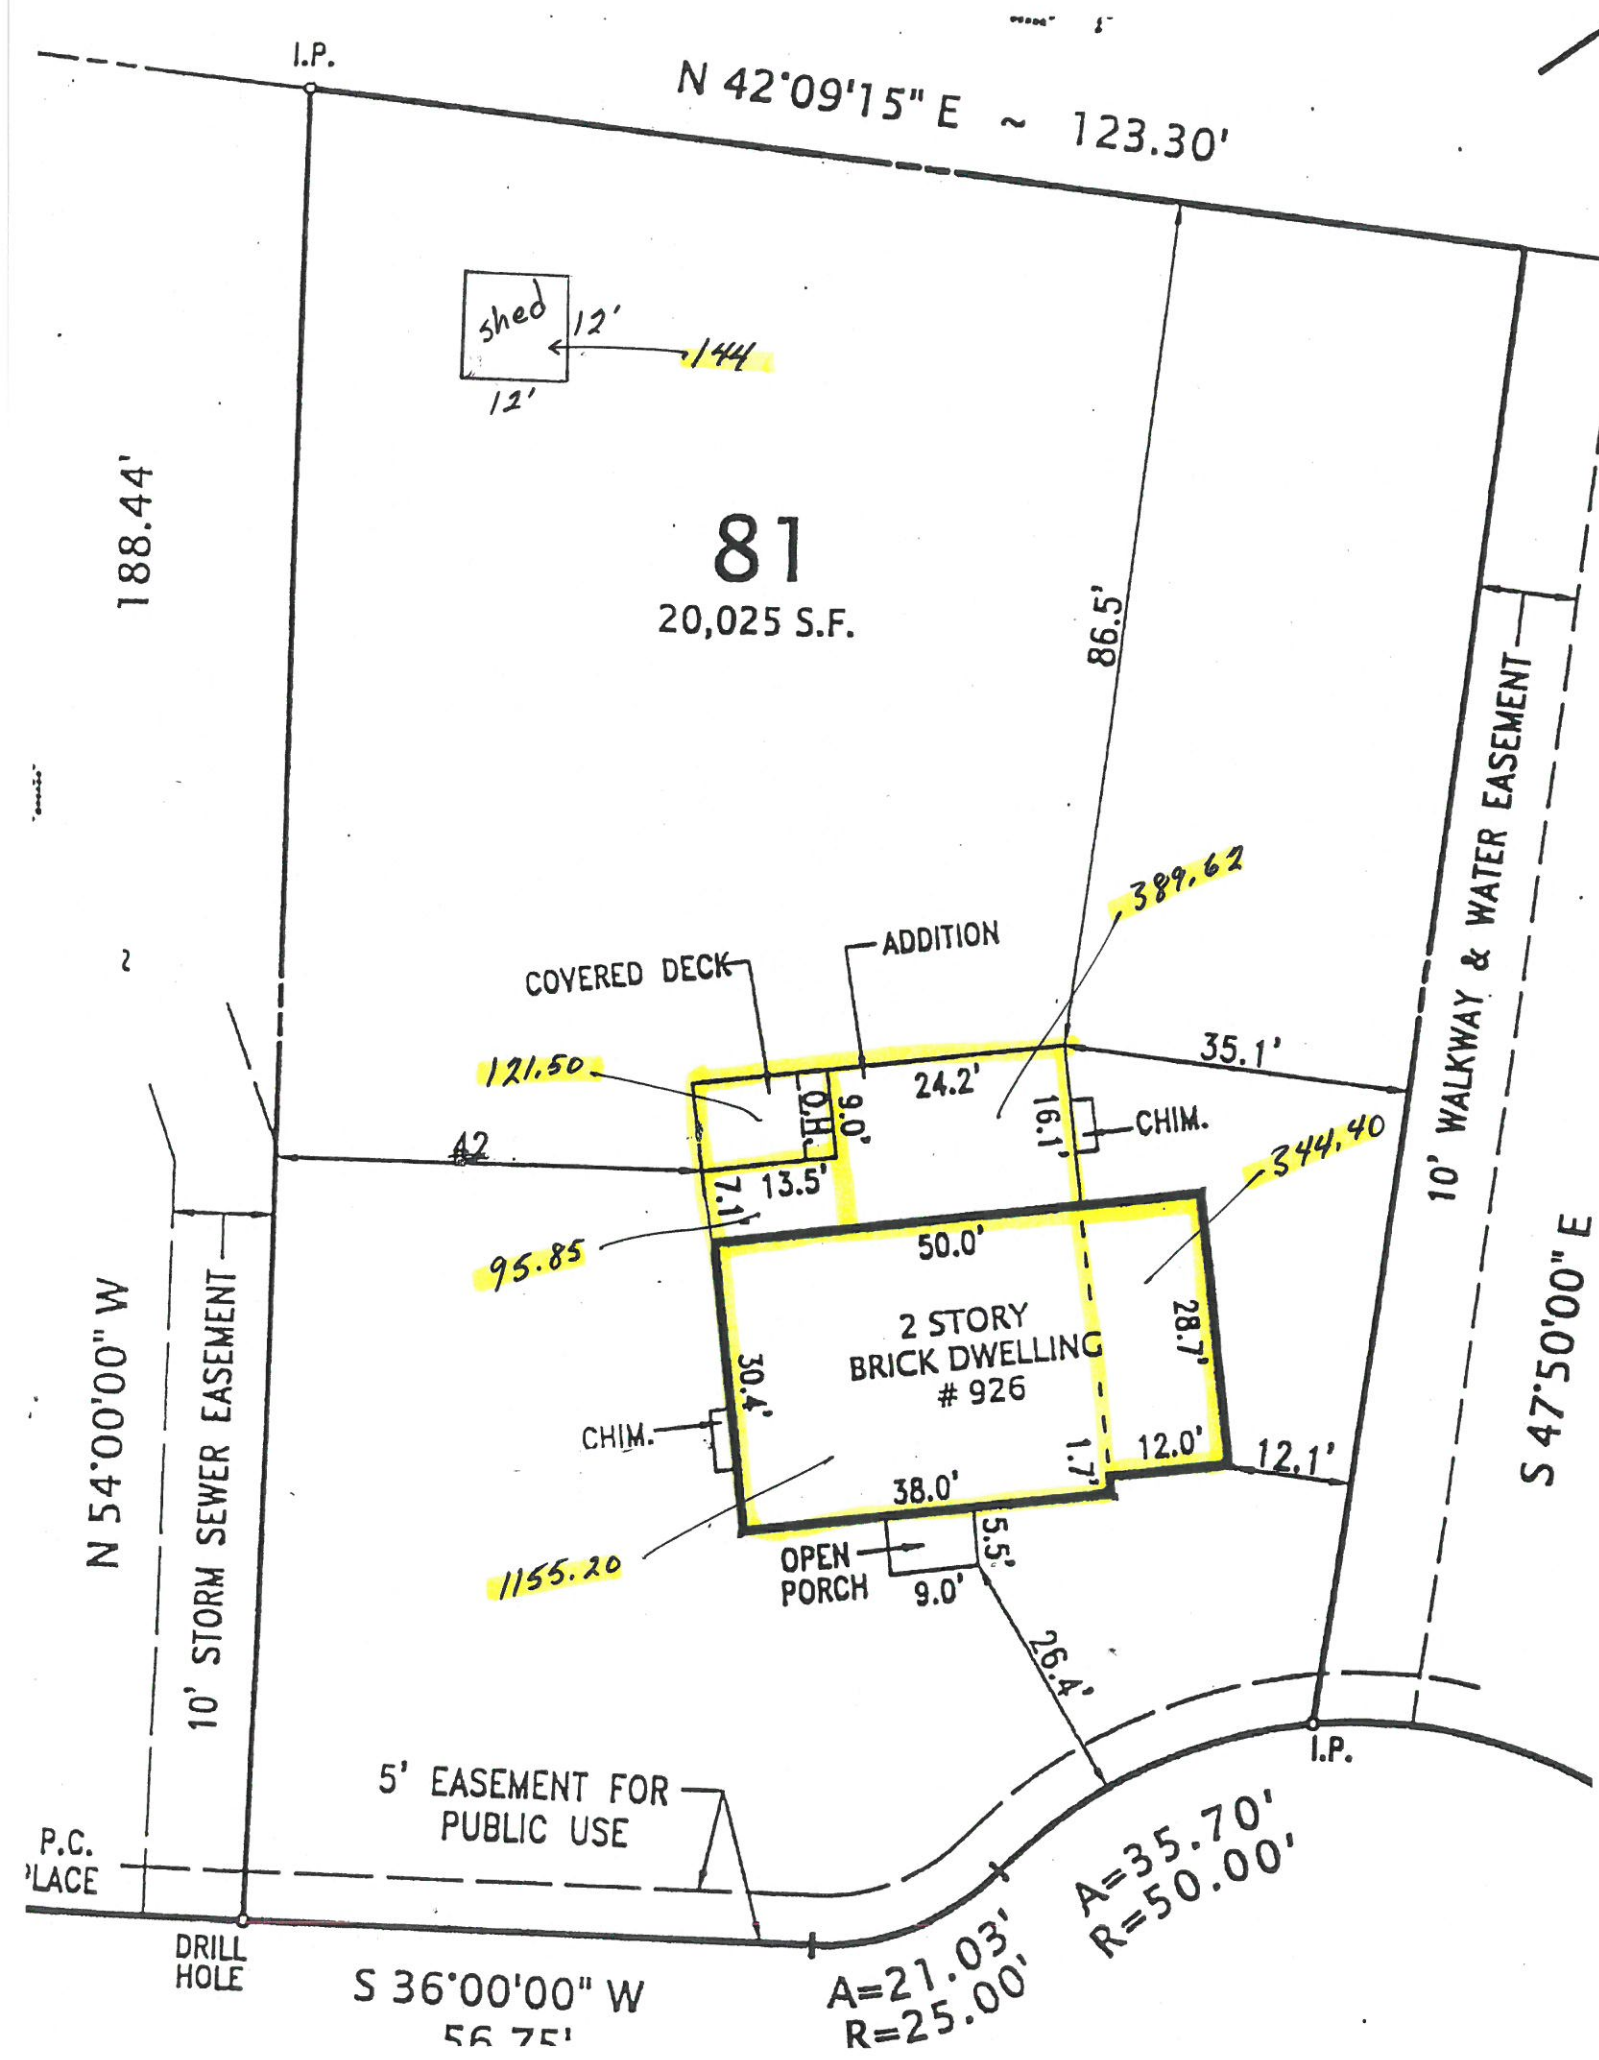 I.P.
N 42°09'15" E ~ 123.30'
shed
12'
144
12'
188.44'
81
20,025 S.F.
86.5'
10' WALKWAY & WATER EASEMENT
389.62
ADDITION
COVERED DECK
121.50
35.1'
24.2'
O.H.
9.0'
16.1'
CHIM.
42
344.40
13.5'
7.1'
95.85
50.0'
2 STORY
BRICK DWELLING
# 926
28.7'
30.4'
CHIM.
1.7'
12.0'
12.1'
38.0'
1155.20
OPEN
PORCH
5.5'
9.0'
26.4'
N 54°00'00" W
10' STORM SEWER EASEMENT
S 47°50'00" E
I.P.
5' EASEMENT FOR
PUBLIC USE
P.C.
PLACE
DRILL
HOLE
S 36°00'00" W
56.75'
A=21.03'
R=25.00'
A=35.70'
R=50.00'